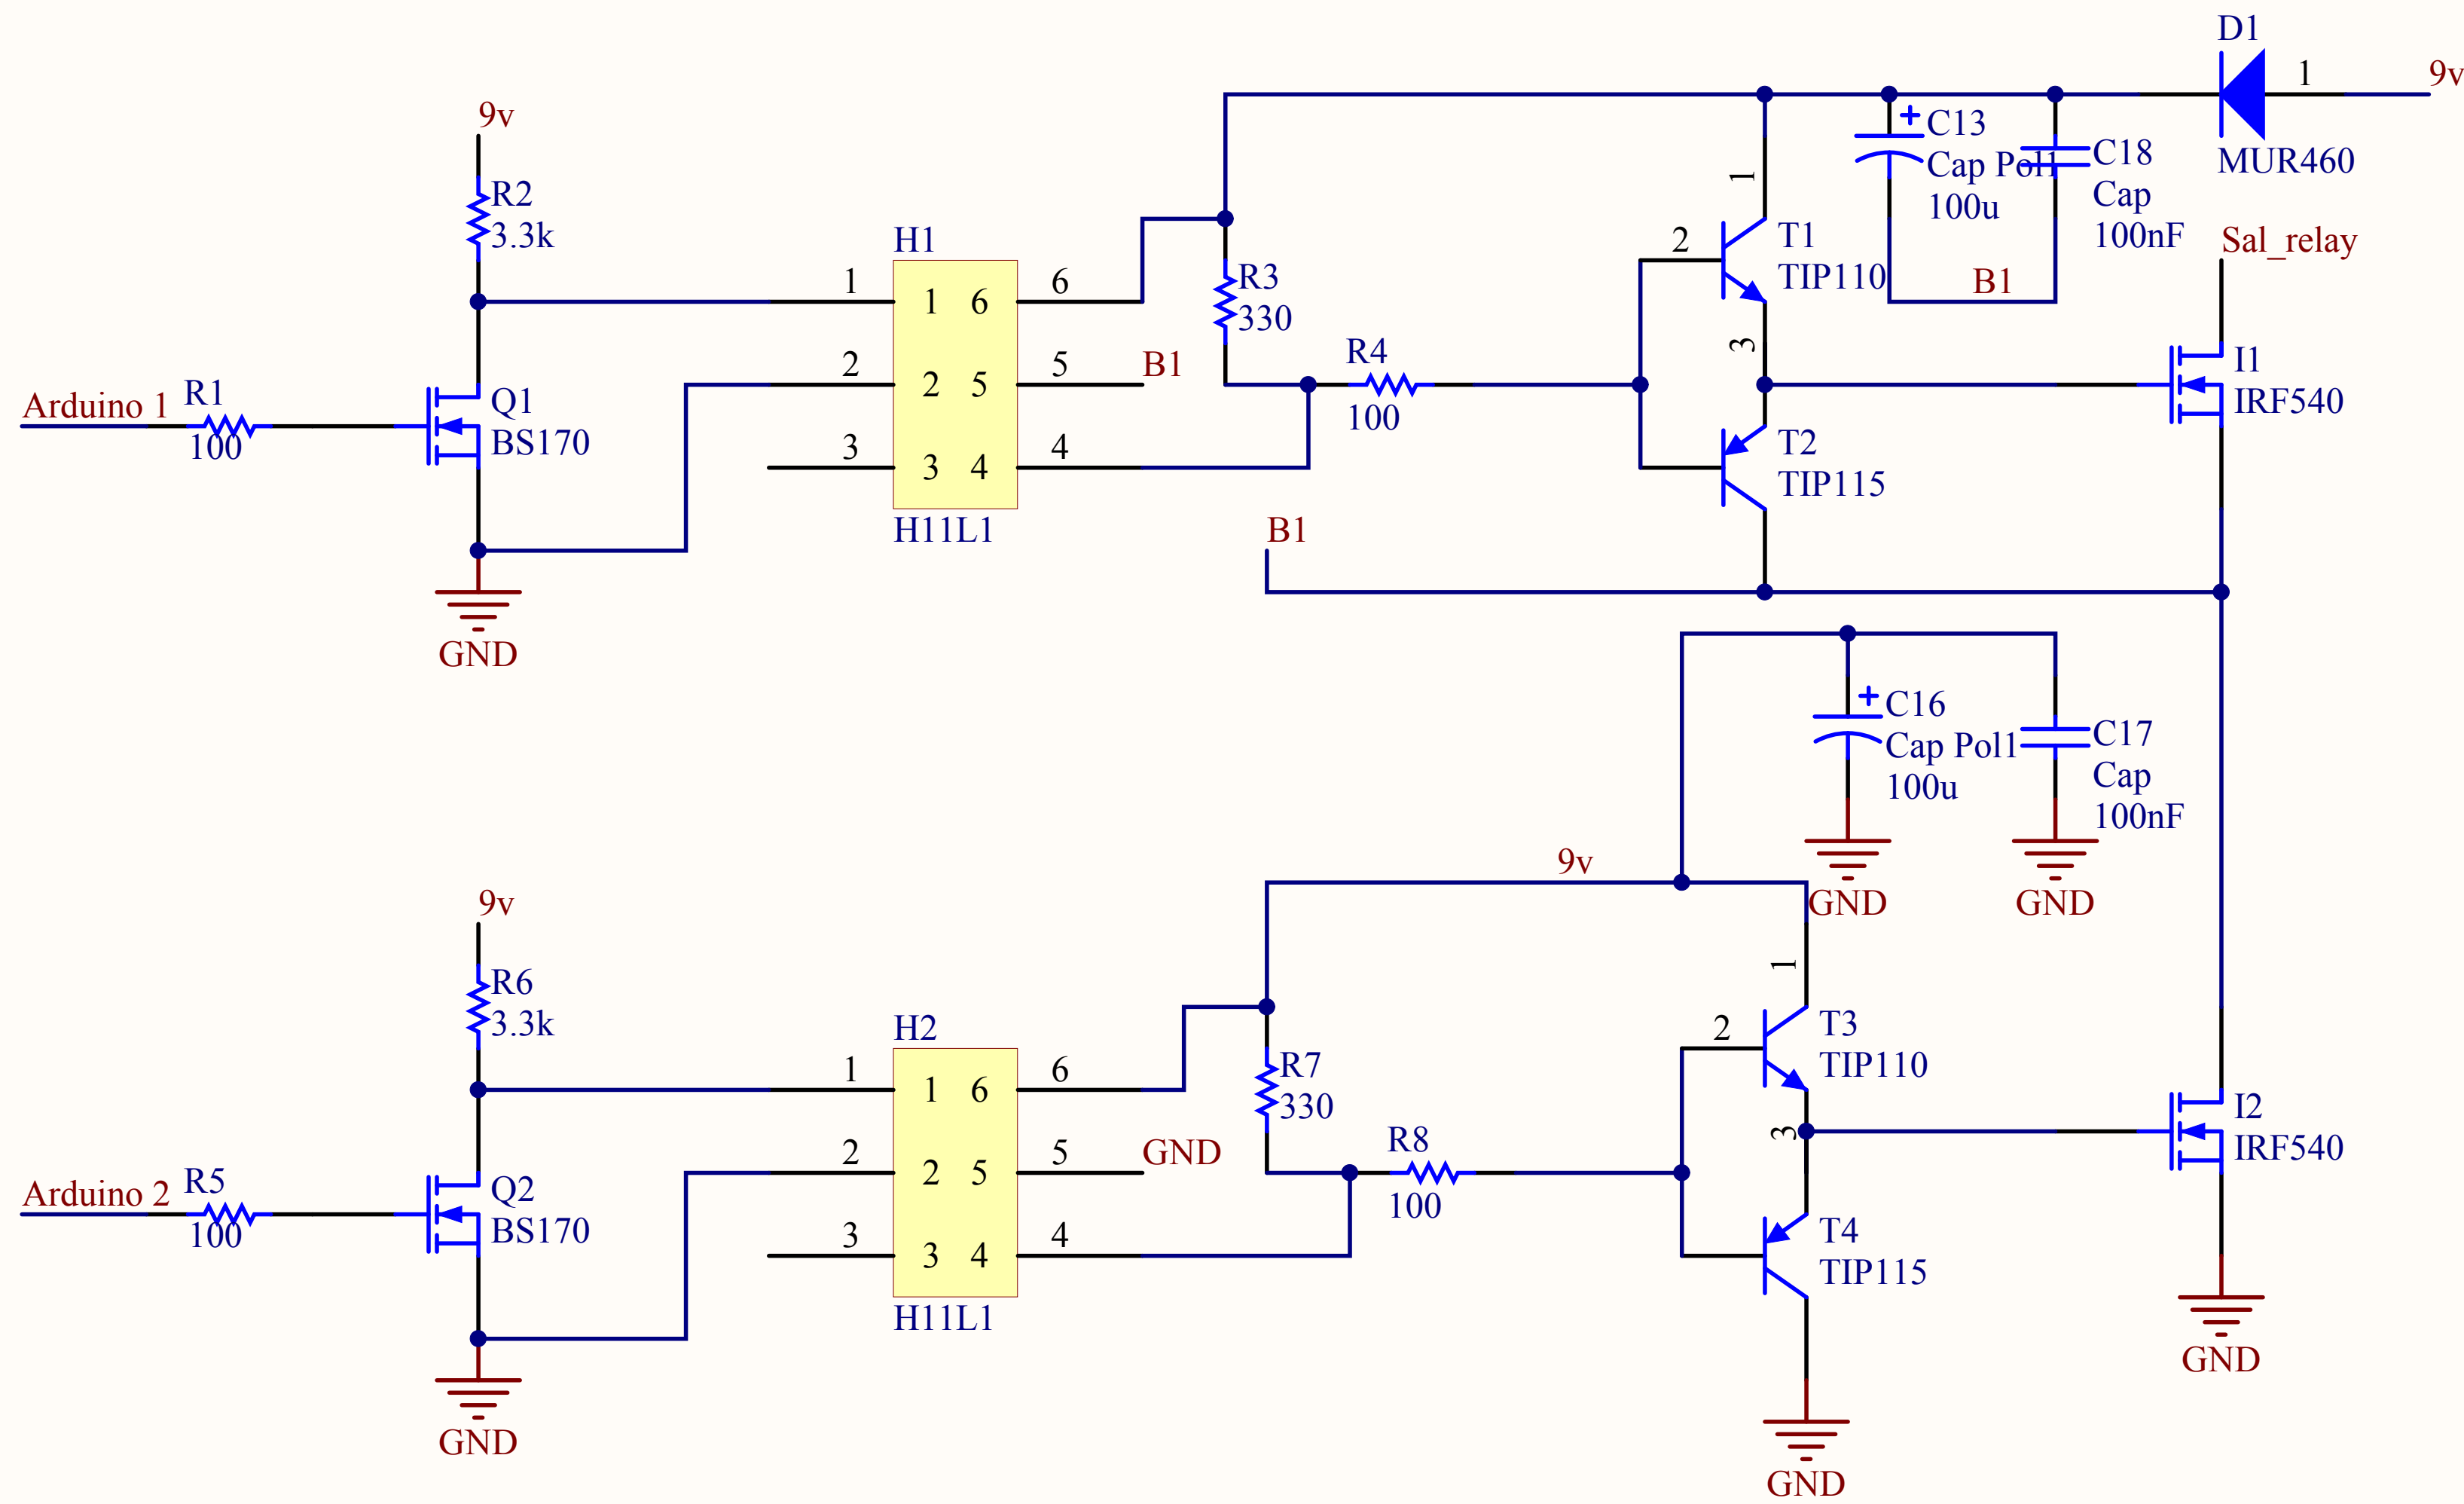 D1
1
9v
MUR460
9v
R2
3.3k
C13
Cap Pol1
100u
C18
Cap
100nF
1
Sal_relay
H1
1
1
6
6
2
T1
TIP110
B1
R3
330
2
2
5
5
B1
R4
100
3
I1
IRF540
Arduino 1
R1
100
Q1
BS170
3
3
4
4
T2
TIP115
H11L1
B1
GND
C16
Cap Pol1
100u
C17
Cap
100nF
9v
GND
GND
9v
R6
3.3k
1
H2
1
1
6
6
2
T3
TIP110
R7
330
2
2
5
5
GND
R8
100
3
I2
IRF540
Arduino 2
R5
100
Q2
BS170
3
3
4
4
T4
TIP115
H11L1
GND
GND
GND